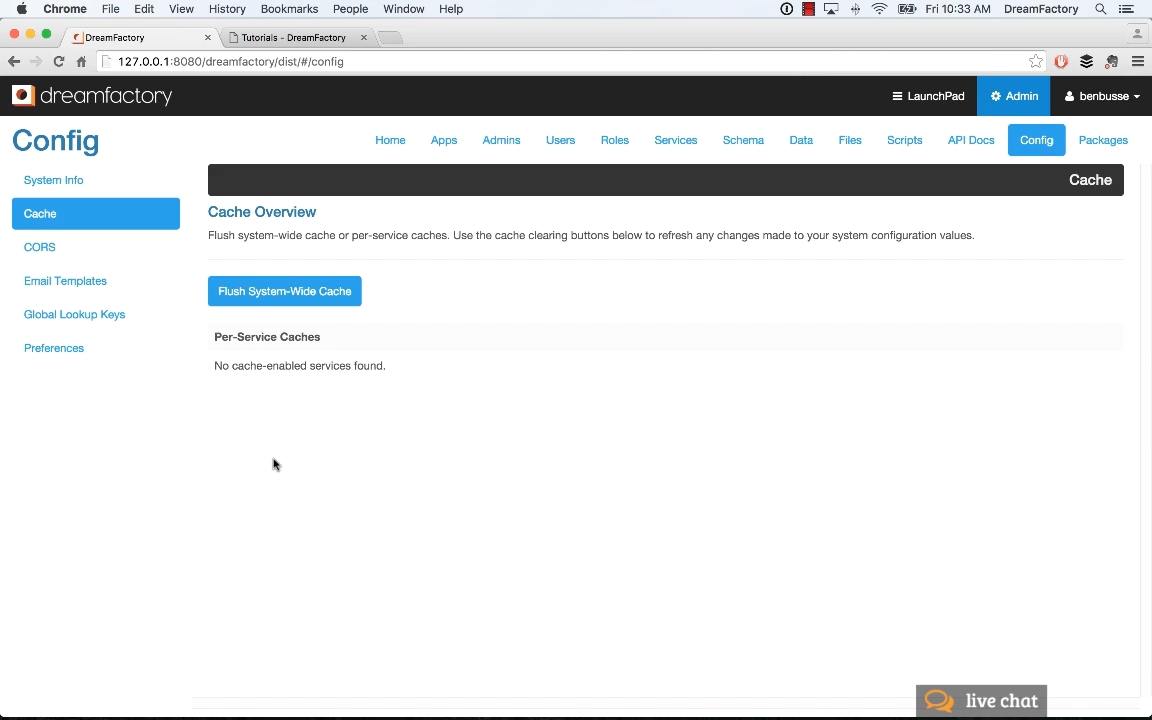 Chrome File Edit View History Bookmarks People Window Help Fri 10:33 AM DreamFactory
DreamFactory Tutorials - DreamFactory
127.0.0.1:8080/dreamfactory/dist/#/config
dreamfactory LaunchPad Admin benbusse
Config Home Apps Admins Users Roles Services Schema Data Files Scripts API Docs Config Packages
System Info
Cache
CORS
Email Templates
Global Lookup Keys
Preferences
Cache
Cache Overview
Flush system-wide cache or per-service caches. Use the cache clearing buttons below to refresh any changes made to your system configuration values.
Flush System-Wide Cache
Per-Service Caches
No cache-enabled services found.
live chat